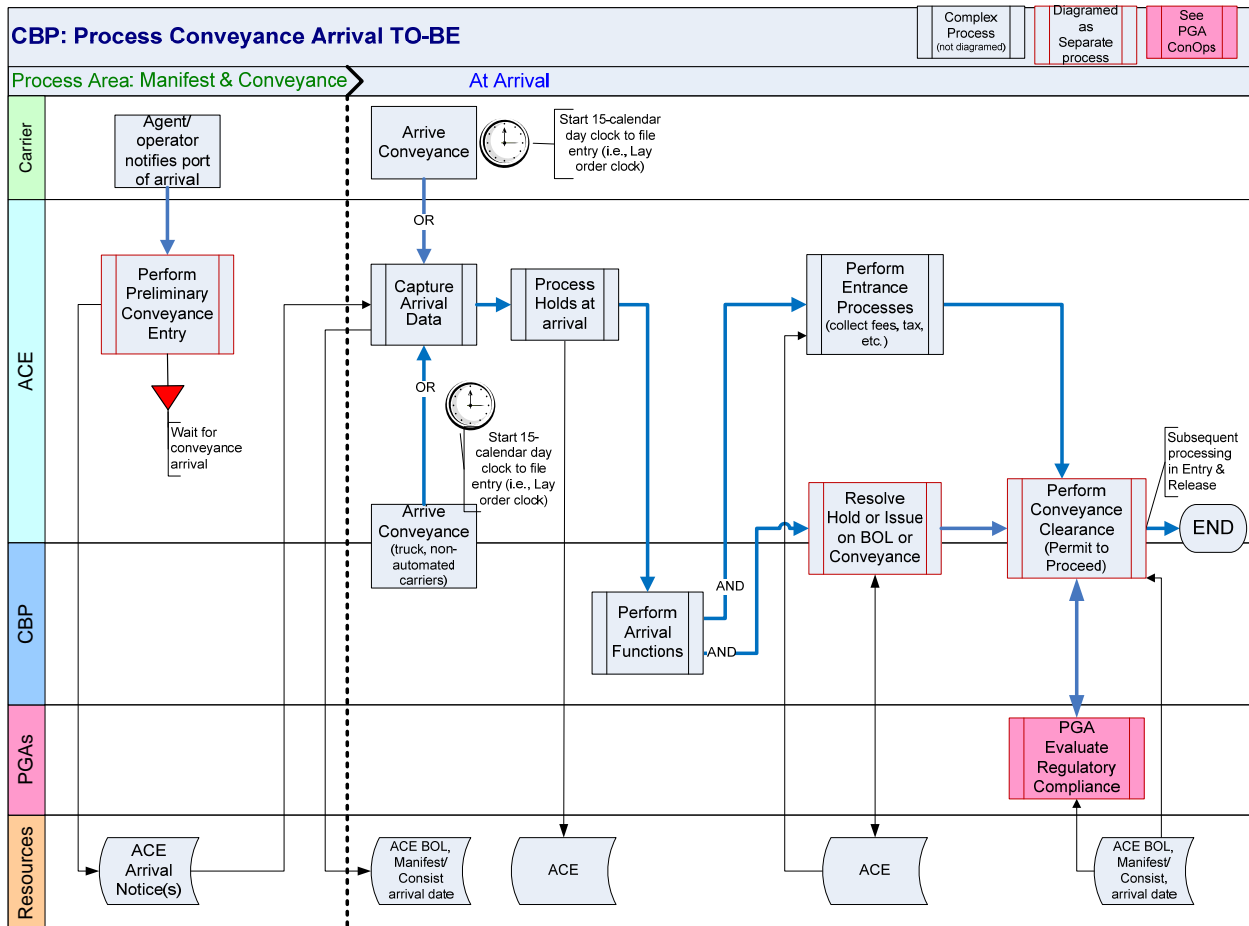 CBP: Process Conveyance Arrival TO-BE
Complex
Process
(not diagramed)
Diagramed
as
Separate
process
See
PGA
ConOps
Process Area: Manifest & Conveyance
At Arrival
Carrier
Agent/
operator
notifies port
of arrival
Arrive
Conveyance
Start 15-calendar
day clock to file
entry (i.e., Lay
order clock)
OR
ACE
Perform
Preliminary
Conveyance
Entry
Wait for
conveyance
arrival
Capture
Arrival
Data
Process
Holds at
arrival
Perform
Entrance
Processes
(collect fees, tax,
etc.)
OR
Start 15-
calendar day
clock to file
entry (i.e., Lay
order clock)
Arrive
Conveyance
(truck, non-
automated
carriers)
Resolve
Hold or Issue
on BOL or
Conveyance
Perform
Conveyance
Clearance
(Permit to
Proceed)
Subsequent
processing
in Entry &
Release
END
CBP
Perform
Arrival
Functions
AND
AND
PGAs
PGA
Evaluate
Regulatory
Compliance
Resources
ACE
Arrival
Notice(s)
ACE BOL,
Manifest/
Consist
arrival date
ACE
ACE
ACE BOL,
Manifest/
Consist,
arrival date